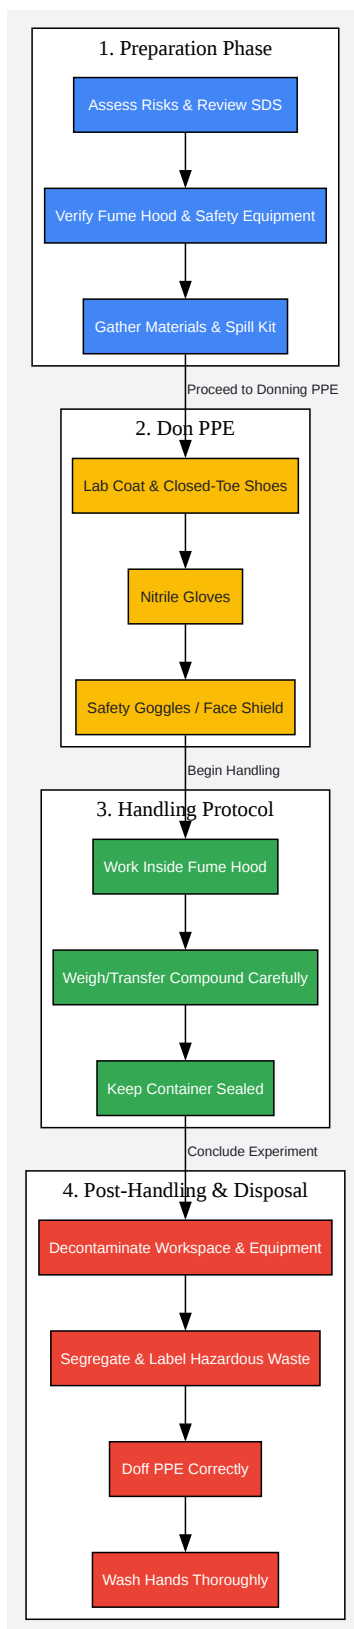 1. Preparation Phase
Assess Risks & Review SDS
Verify Fume Hood & Safety Equipment
Gather Materials & Spill Kit
Proceed to Donning PPE
2. Don PPE
Lab Coat & Closed-Toe Shoes
Nitrile Gloves
Safety Goggles / Face Shield
Begin Handling
3. Handling Protocol
Work Inside Fume Hood
Weigh/Transfer Compound Carefully
Keep Container Sealed
Conclude Experiment
4. Post-Handling & Disposal
Decontaminate Workspace & Equipment
Segregate & Label Hazardous Waste
Doff PPE Correctly
Wash Hands Thoroughly